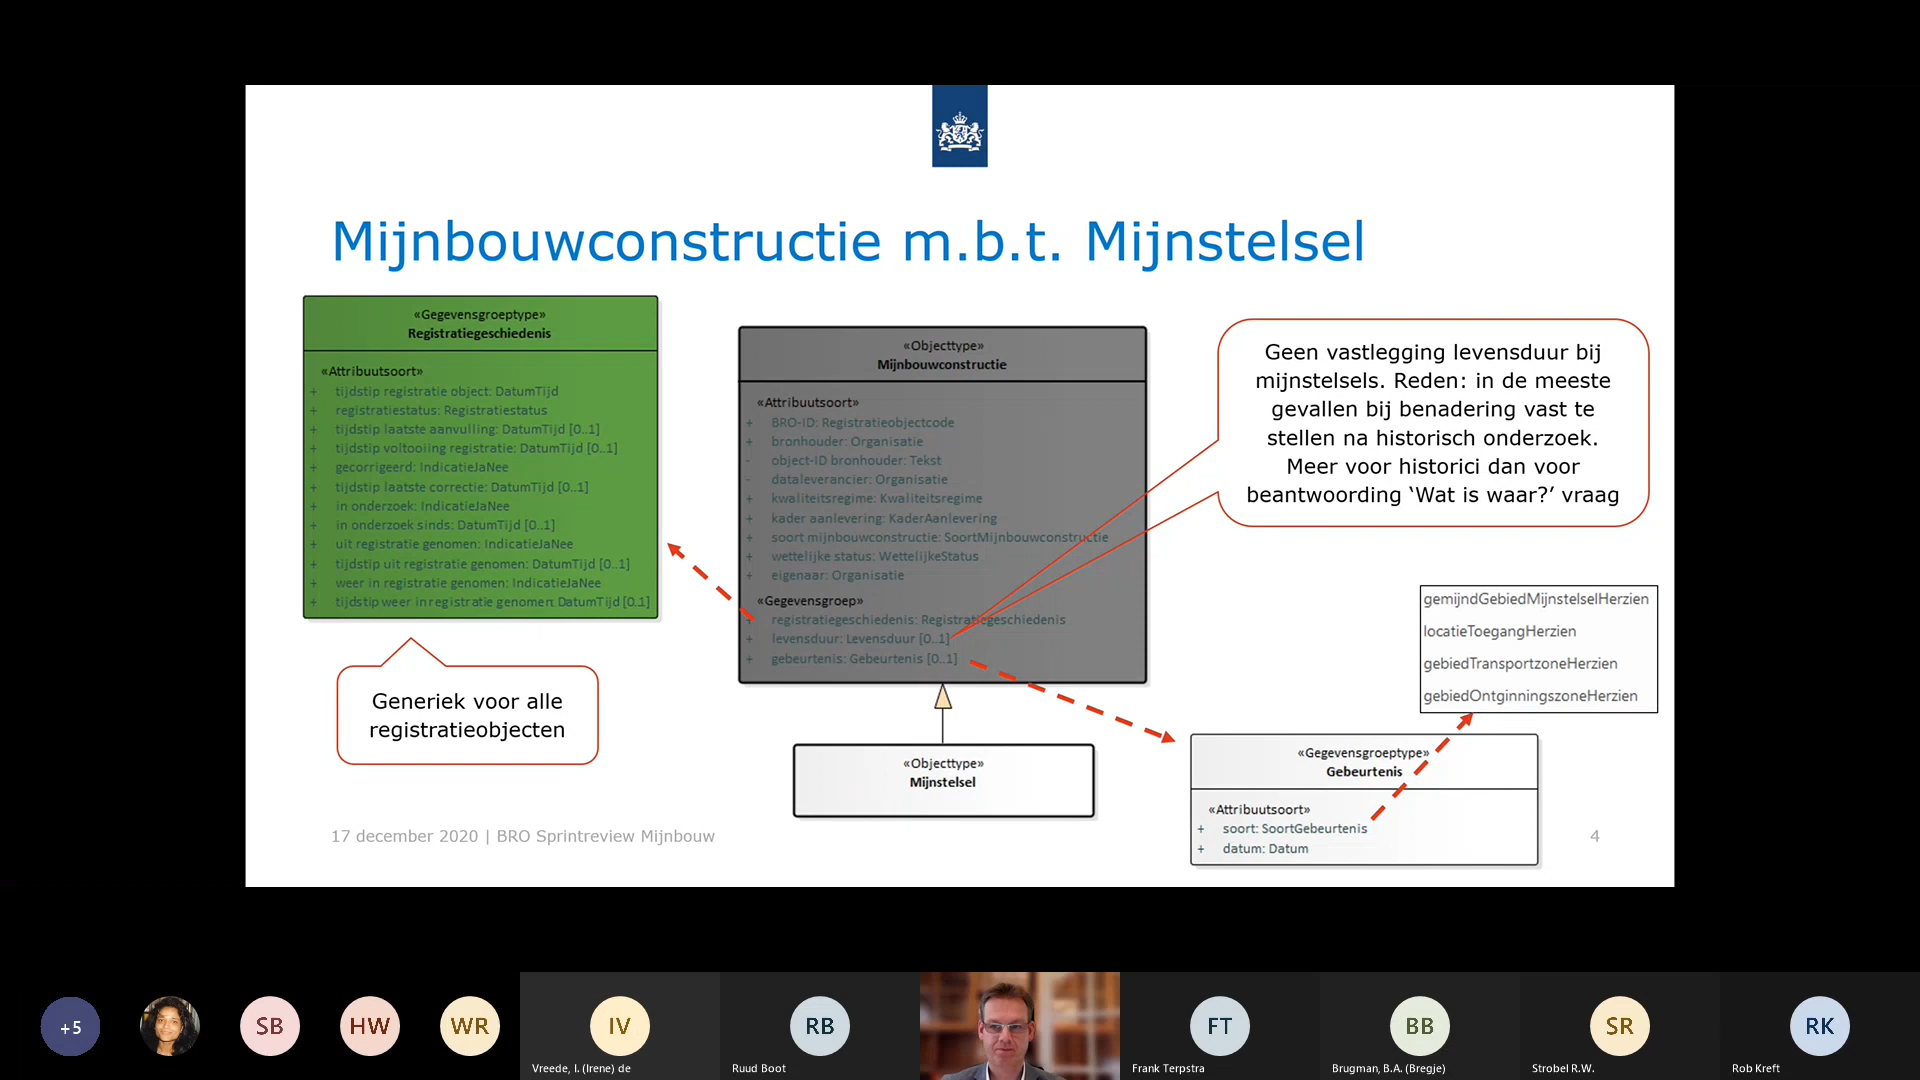 Mijnbouwconstructie m.b.t. Mijnstelsel
«Gegevensgroeptype»
Registratiegeschiedenis
«Attribuutsoort»
+ tijdstip registratie object: DatumTijd
+ registratiestatus: Registratiestatus
+ tijdstip laatste aanvulling: DatumTijd [0..1]
+ tijdstip voltooiing registratie: DatumTijd [0..1]
+ gecorrigeerd: IndicatieJaNee
+ tijdstip laatste correctie: DatumTijd [0..1]
+ in onderzoek: IndicatieJaNee
+ in onderzoek sinds: DatumTijd [0..1]
+ uit registratie genomen: IndicatieJaNee
+ tijdstip uit registratie genomen: DatumTijd [0..1]
+ weer in registratie genomen: IndicatieJaNee
+ tijdstip weer in registratie genomen: DatumTijd [0.1]
Generiek voor alle
registratieobjecten
«Objecttype»
Mijnbouwconstructie
«Attribuutsoort»
+ BRO-ID: Registratieobjectcode
+ bronhouder: Organisatie
- object-ID bronhouder: Tekst
- dataleverancier: Organisatie
+ kwaliteitsregime: Kwaliteitsregime
+ kader aanlevering: KaderAanlevering
+ soort mijnbouwconstructie: SoortMijnbouwconstructie
+ wettelijke status: WettelijkeStatus
+ eigenaar: Organisatie
«Gegevensgroep»
+ registratiegeschiedenis: Registratiegeschiedenis
+ levensduur: Levensduur [0..1]
+ gebeurtenis: Gebeurtenis [0..1]
«Objecttype»
Mijnstelsel
Geen vastlegging levensduur bij
mijnstelsels. Reden: in de meeste
gevallen bij benadering vast te
stellen na historisch onderzoek.
Meer voor historici dan voor
beantwoording ‘Wat is waar?’ vraag
gemijndGebiedMijnstelselHerzien
locatieToegangHerzien
gebiedTransportzoneHerzien
gebiedOntginningszoneHerzien
«Gegevensgroeptype»
Gebeurtenis
«Attribuutsoort»
+ soort: SoortGebeurtenis
+ datum: Datum
17 december 2020 | BRO Sprintreview Mijnbouw
4
+5
SB
HW
WR
IV
Vreede, I. (Irene) de
RB
Ruud Boot
FT
Frank Terpstra
BB
Brugman, B.A. (Bregje)
SR
Strobel R.W.
RK
Rob Kreft